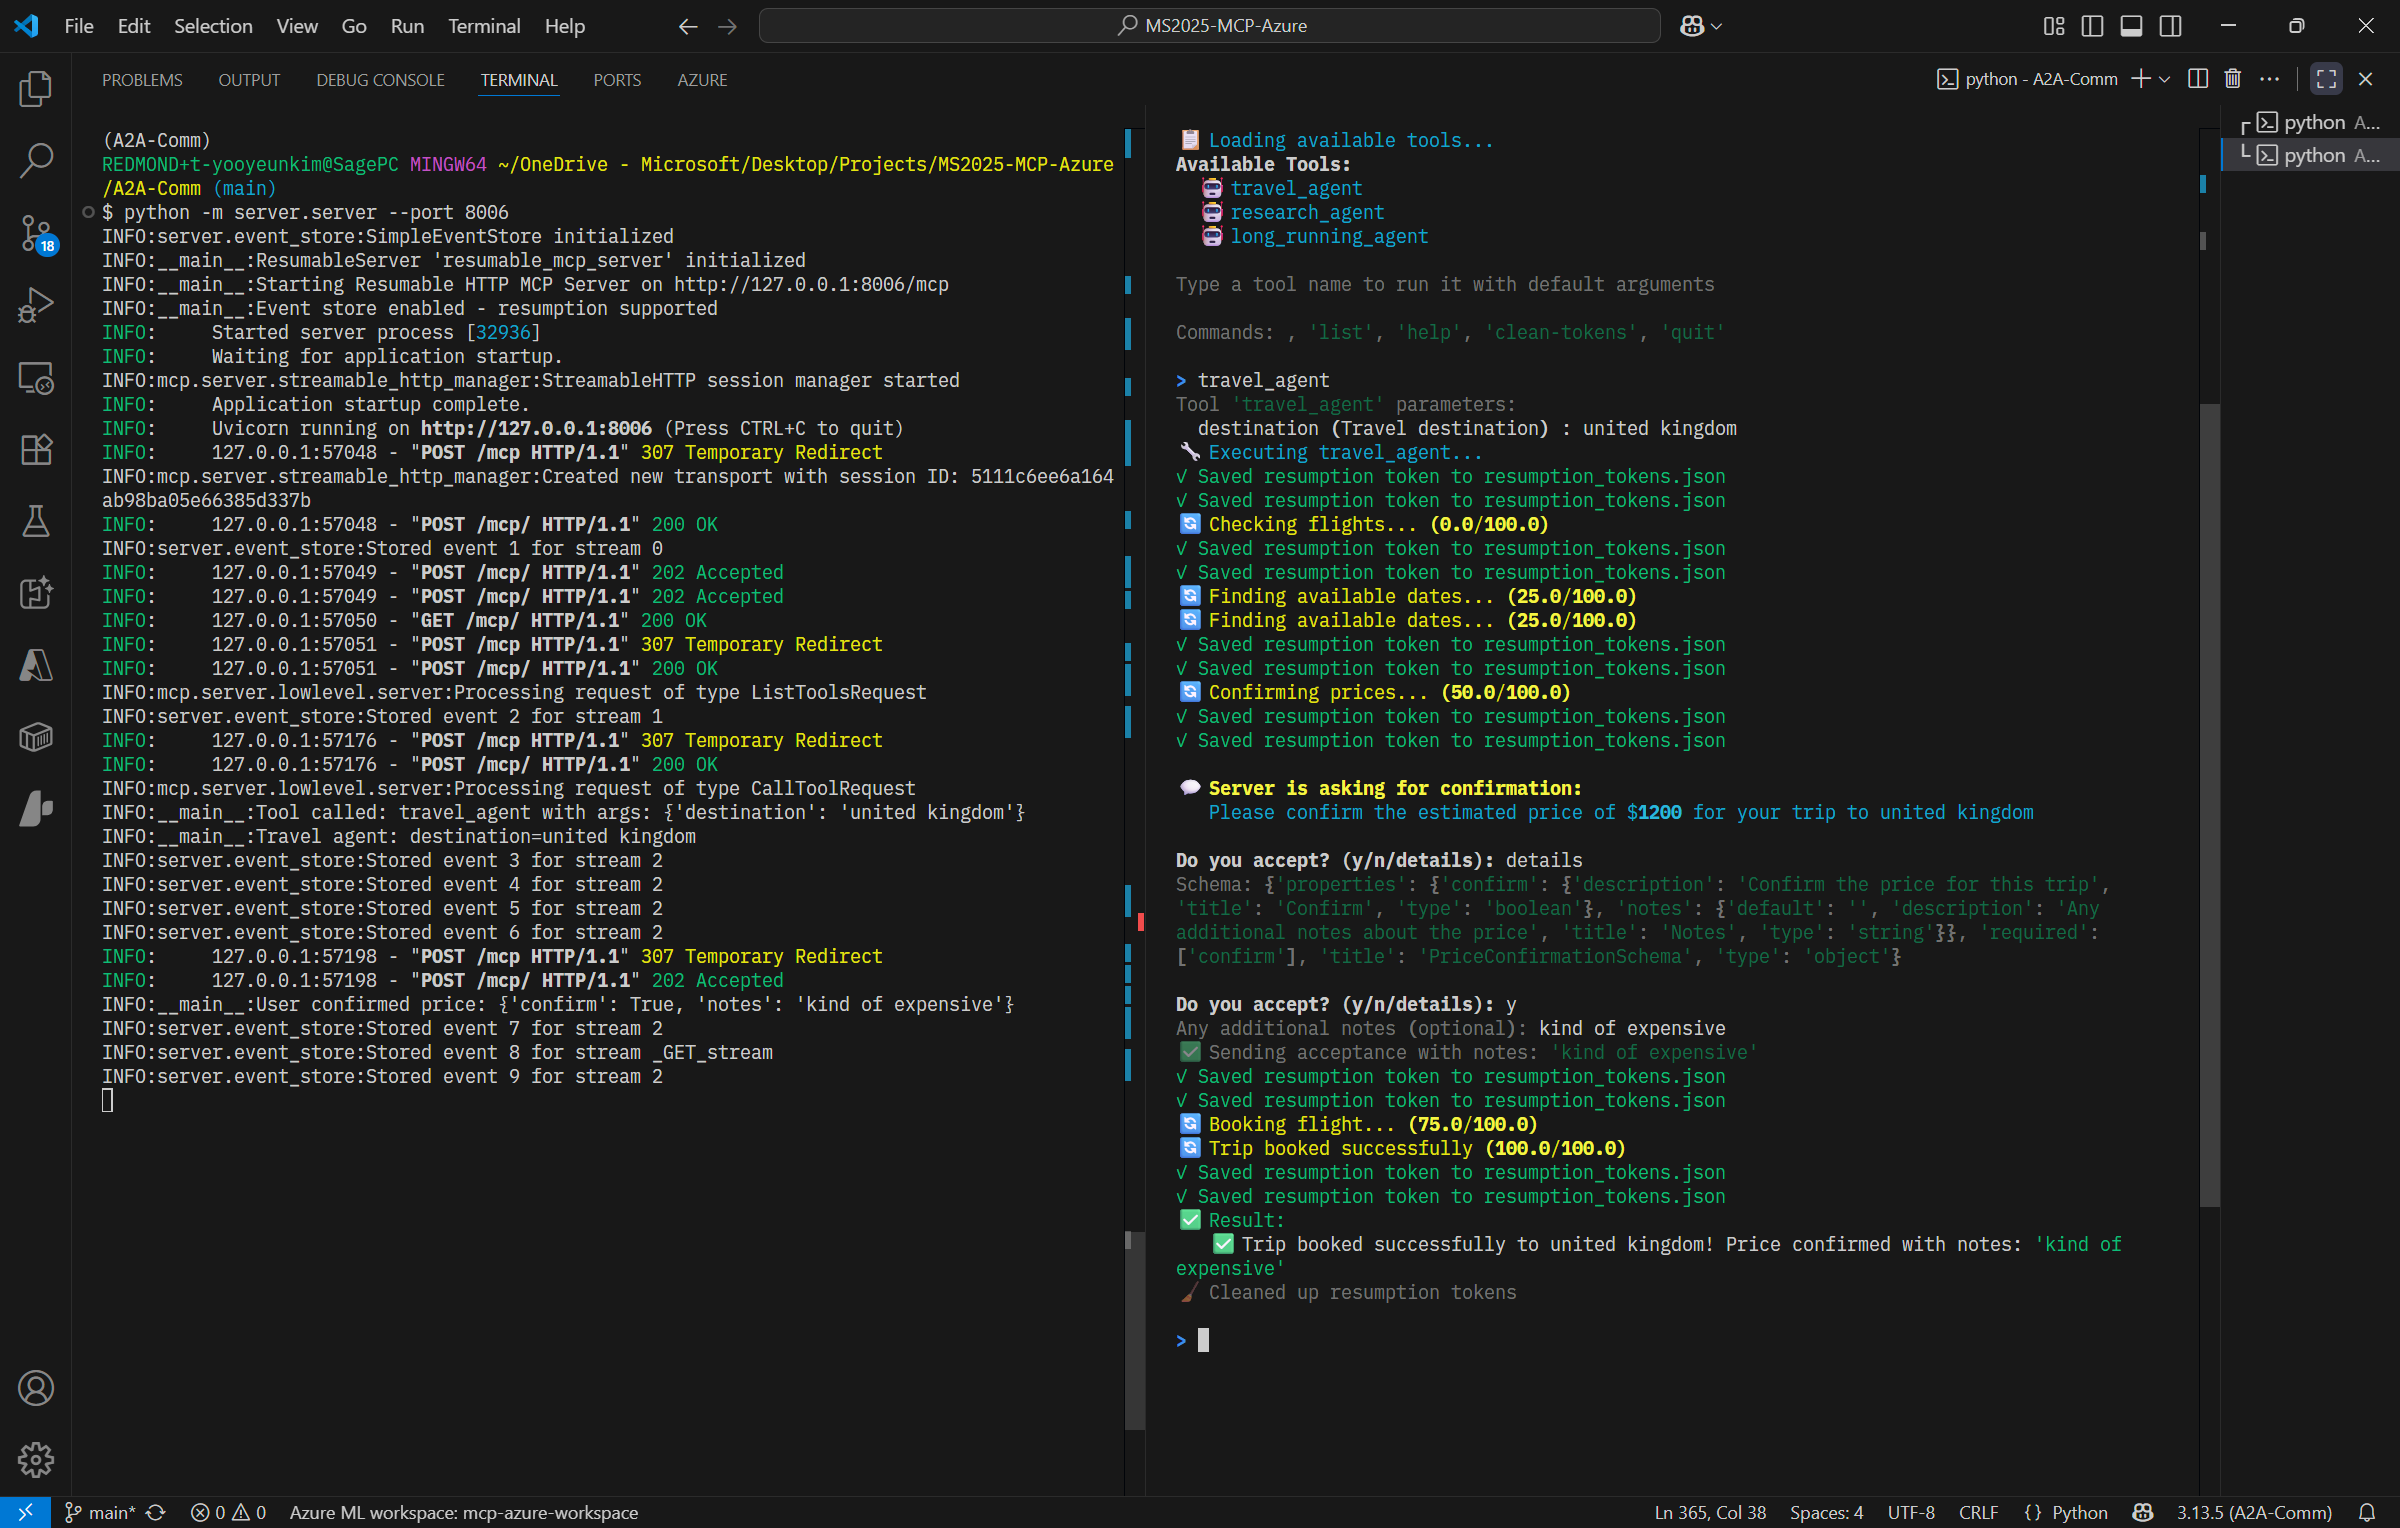 File Edit Selection View Go Run Terminal Help
MS2025-MCP-Azure
PROBLEMS OUTPUT DEBUG CONSOLE TERMINAL PORTS AZURE
python - A2A-Comm
python A...
python A...
18
(A2A-Comm)
REDMOND+t-yooyeunkim@SagePC MINGW64 ~/OneDrive - Microsoft/Desktop/Projects/MS2025-MCP-Azure
/A2A-Comm (main)
$ python -m server.server --port 8006
INFO:server.event_store:SimpleEventStore initialized
INFO:__main__:ResumableServer 'resumable_mcp_server' initialized
INFO:__main__:Starting Resumable HTTP MCP Server on http://127.0.0.1:8006/mcp
INFO:__main__:Event store enabled - resumption supported
INFO: Started server process [32936]
INFO: Waiting for application startup.
INFO:mcp.server.streamable_http_manager:StreamableHTTP session manager started
INFO: Application startup complete.
INFO: Uvicorn running on http://127.0.0.1:8006 (Press CTRL+C to quit)
INFO: 127.0.0.1:57048 - "POST /mcp HTTP/1.1" 307 Temporary Redirect
INFO:mcp.server.streamable_http_manager:Created new transport with session ID: 5111c6ee6a164
ab98ba05e66385d337b
INFO: 127.0.0.1:57048 - "POST /mcp/ HTTP/1.1" 200 OK
INFO:server.event_store:Stored event 1 for stream 0
INFO: 127.0.0.1:57049 - "POST /mcp/ HTTP/1.1" 202 Accepted
INFO: 127.0.0.1:57049 - "POST /mcp/ HTTP/1.1" 202 Accepted
INFO: 127.0.0.1:57050 - "GET /mcp/ HTTP/1.1" 200 OK
INFO: 127.0.0.1:57051 - "POST /mcp HTTP/1.1" 307 Temporary Redirect
INFO: 127.0.0.1:57051 - "POST /mcp/ HTTP/1.1" 200 OK
INFO:mcp.server.lowlevel.server:Processing request of type ListToolsRequest
INFO:server.event_store:Stored event 2 for stream 1
INFO: 127.0.0.1:57176 - "POST /mcp HTTP/1.1" 307 Temporary Redirect
INFO: 127.0.0.1:57176 - "POST /mcp/ HTTP/1.1" 200 OK
INFO:mcp.server.lowlevel.server:Processing request of type CallToolRequest
INFO:__main__:Tool called: travel_agent with args: {'destination': 'united kingdom'}
INFO:__main__:Travel agent: destination=united kingdom
INFO:server.event_store:Stored event 3 for stream 2
INFO:server.event_store:Stored event 4 for stream 2
INFO:server.event_store:Stored event 5 for stream 2
INFO:server.event_store:Stored event 6 for stream 2
INFO: 127.0.0.1:57198 - "POST /mcp HTTP/1.1" 307 Temporary Redirect
INFO: 127.0.0.1:57198 - "POST /mcp/ HTTP/1.1" 202 Accepted
INFO:__main__:User confirmed price: {'confirm': True, 'notes': 'kind of expensive'}
INFO:server.event_store:Stored event 7 for stream 2
INFO:server.event_store:Stored event 8 for stream _GET_stream
INFO:server.event_store:Stored event 9 for stream 2
📋 Loading available tools...
Available Tools:
🤖 travel_agent
🤖 research_agent
🤖 long_running_agent
Type a tool name to run it with default arguments
Commands: , 'list', 'help', 'clean-tokens', 'quit'
> travel_agent
Tool 'travel_agent' parameters:
destination (Travel destination) : united kingdom
🔧 Executing travel_agent...
√ Saved resumption token to resumption_tokens.json
√ Saved resumption token to resumption_tokens.json
🔄 Checking flights... (0.0/100.0)
√ Saved resumption token to resumption_tokens.json
√ Saved resumption token to resumption_tokens.json
🔄 Finding available dates... (25.0/100.0)
🔄 Finding available dates... (25.0/100.0)
√ Saved resumption token to resumption_tokens.json
√ Saved resumption token to resumption_tokens.json
🔄 Confirming prices... (50.0/100.0)
√ Saved resumption token to resumption_tokens.json
√ Saved resumption token to resumption_tokens.json
💬 Server is asking for confirmation:
Please confirm the estimated price of $1200 for your trip to united kingdom
Do you accept? (y/n/details): details
Schema: {'properties': {'confirm': {'description': 'Confirm the price for this trip',
'title': 'Confirm', 'type': 'boolean'}, 'notes': {'default': '', 'description': 'Any
additional notes about the price', 'title': 'Notes', 'type': 'string'}}, 'required':
['confirm'], 'title': 'PriceConfirmationSchema', 'type': 'object'}
Do you accept? (y/n/details): y
Any additional notes (optional): kind of expensive
✅ Sending acceptance with notes: 'kind of expensive'
√ Saved resumption token to resumption_tokens.json
√ Saved resumption token to resumption_tokens.json
🔄 Booking flight... (75.0/100.0)
🔄 Trip booked successfully (100.0/100.0)
√ Saved resumption token to resumption_tokens.json
√ Saved resumption token to resumption_tokens.json
✅ Result:
✅ Trip booked successfully to united kingdom! Price confirmed with notes: 'kind of
expensive'
🧹 Cleaned up resumption tokens
>
main* 0 0 Azure ML workspace: mcp-azure-workspace Ln 365, Col 38 Spaces: 4 UTF-8 CRLF {} Python 3.13.5 (A2A-Comm)